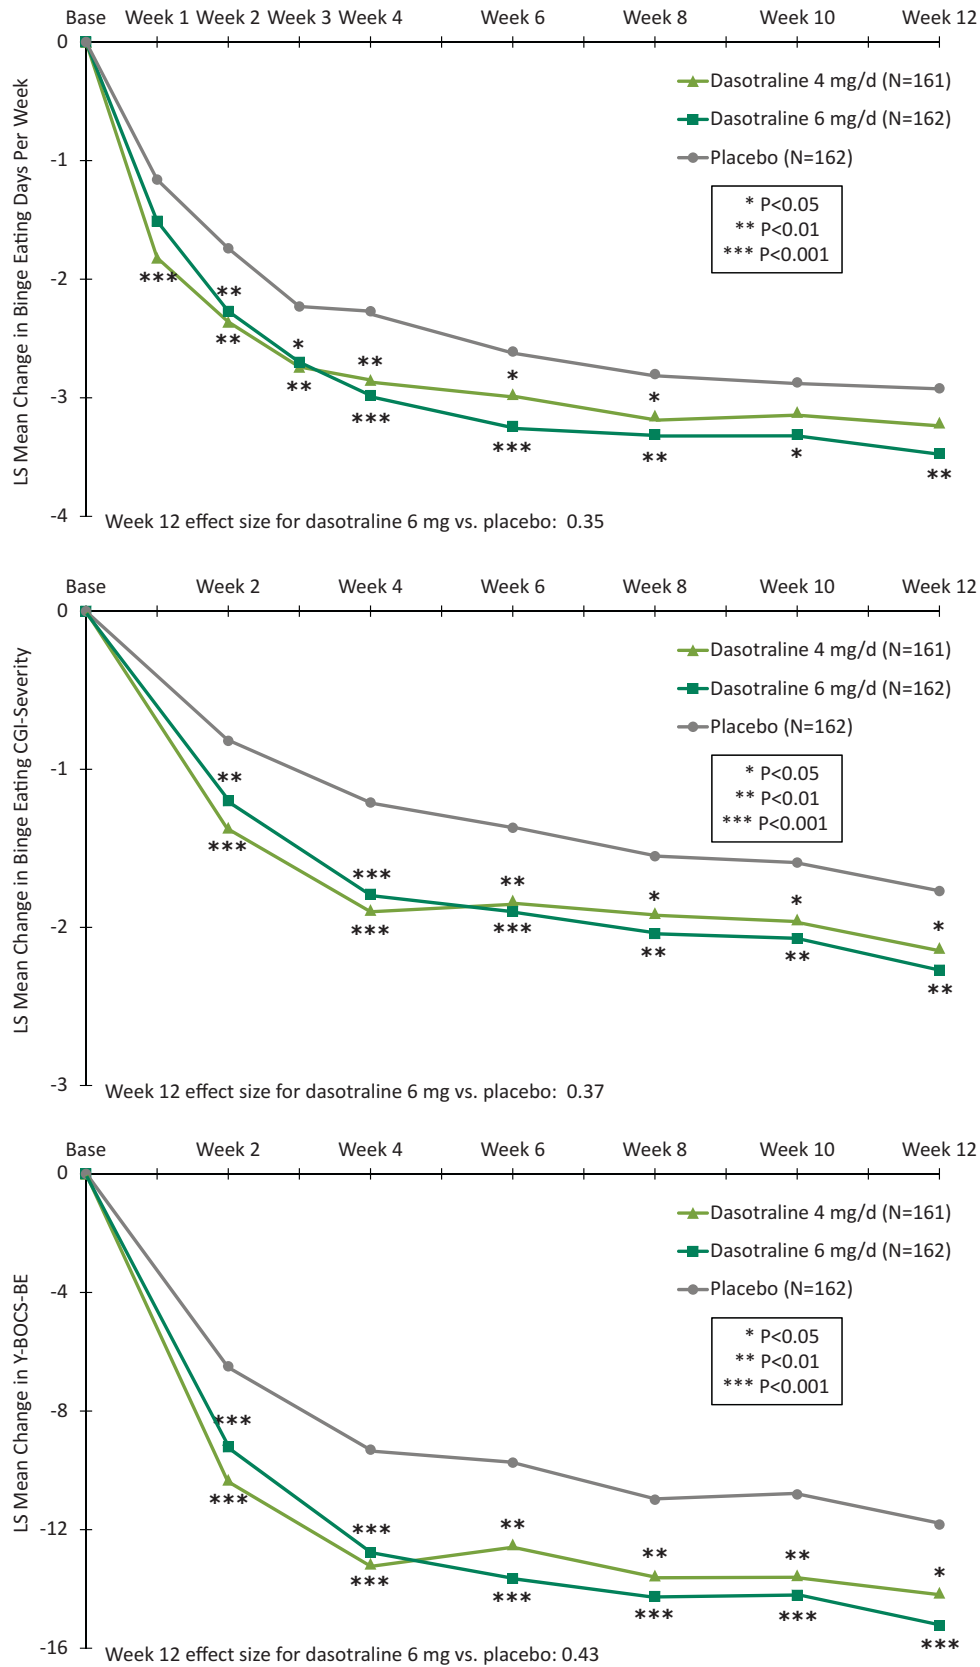 Base Week 1 Week 2 Week 3 Week 4 Week 6 Week 8 Week 10 Week 12
0
-1
-2
-3
-4
LS Mean Change in Binge Eating Days Per Week
Dasotraline 4 mg/d (N=161)
Dasotraline 6 mg/d (N=162)
Placebo (N=162)
* P<0.05
** P<0.01
*** P<0.001
*** ** ** * ** ** *** * *** * ** * **
Week 12 effect size for dasotraline 6 mg vs. placebo: 0.35
Base Week 2 Week 4 Week 6 Week 8 Week 10 Week 12
0
-1
-2
-3
LS Mean Change in Binge Eating CGI-Severity
Dasotraline 4 mg/d (N=161)
Dasotraline 6 mg/d (N=162)
Placebo (N=162)
* P<0.05
** P<0.01
*** P<0.001
** *** *** *** ** *** * ** * ** * **
Week 12 effect size for dasotraline 6 mg vs. placebo: 0.37
Base Week 2 Week 4 Week 6 Week 8 Week 10 Week 12
0
-4
-8
-12
-16
LS Mean Change in Y-BOCS-BE
Dasotraline 4 mg/d (N=161)
Dasotraline 6 mg/d (N=162)
Placebo (N=162)
* P<0.05
** P<0.01
*** P<0.001
*** *** *** *** ** *** ** *** ** *** * ***
Week 12 effect size for dasotraline 6 mg vs. placebo: 0.43